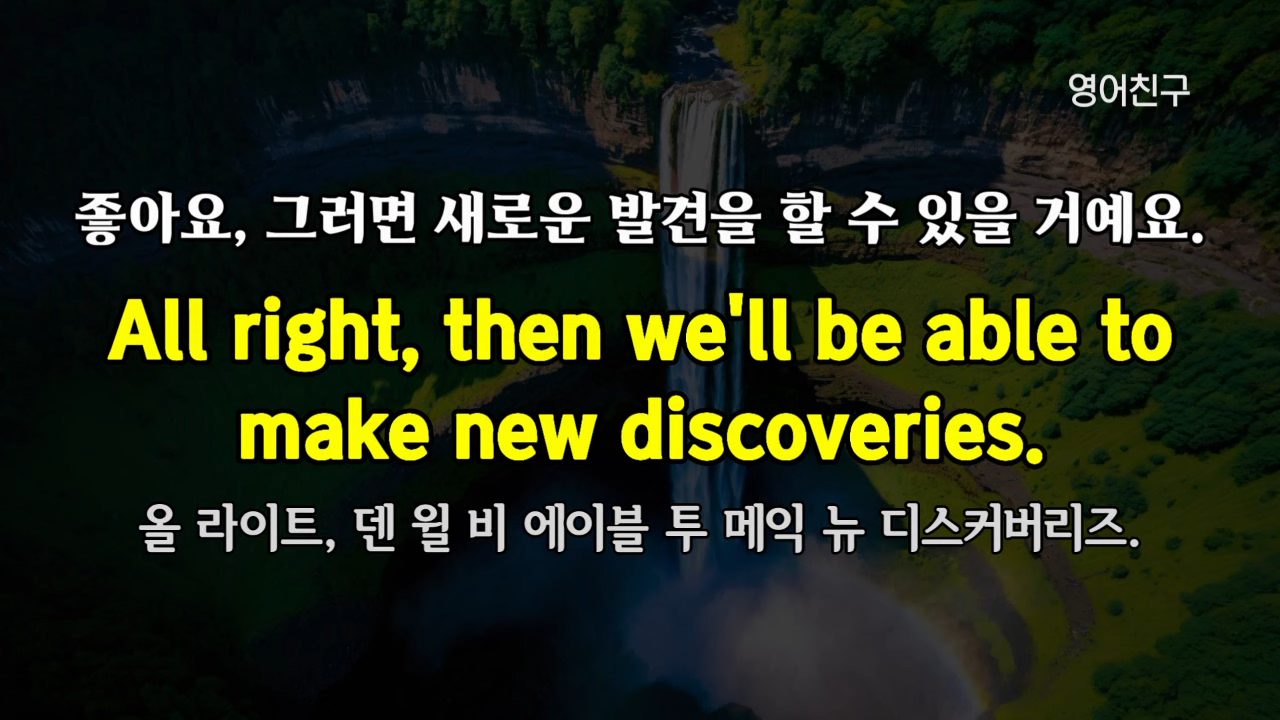 영어친구
좋아요, 그러면 새로운 발견을 할 수 있을 거예요.
All right, then we'll be able to
make new discoveries.
올 라이트, 덴 윌 비 에이블 투 메익 뉴 디스커버리즈.